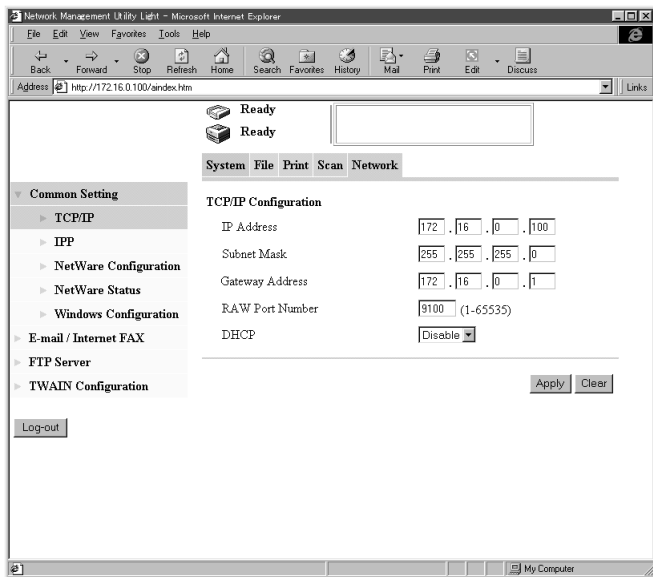 Network Management Utility Light - Microsoft Internet Explorer
File Edit View Favorites Tools Help
Back Forward Stop Refresh Home Search Favorites History Mail Print Edit Discuss
Address http://172.16.0.100/aindex.htm Links
Ready
Ready
System File Print Scan Network
Common Setting
TCP/IP
IPP
NetWare Configuration
NetWare Status
Windows Configuration
E-mail / Internet FAX
FTP Server
TWAIN Configuration
Log-out
TCP/IP Configuration
IP Address 172 . 16 . 0 . 100
Subnet Mask 255 . 255 . 255 . 0
Gateway Address 172 . 16 . 0 . 1
RAW Port Number 9100 (1-65535)
DHCP Disable
Apply Clear
My Computer